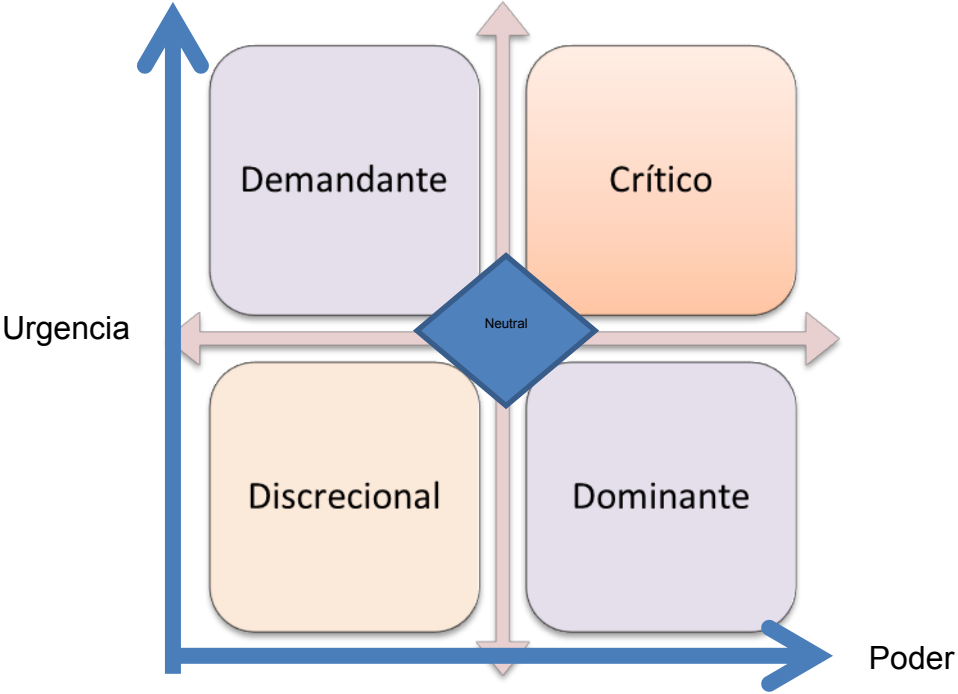 Demandante
Crítico
Neutral
Urgencia
Discrecional
Dominante
Poder